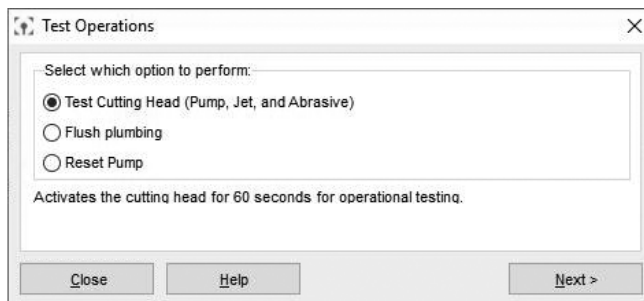 Test Operations
Select which option to perform:
Test Cutting Head (Pump, Jet, and Abrasive)
Flush plumbing
Reset Pump
Activates the cutting head for 60 seconds for operational testing.
Close Help Next >